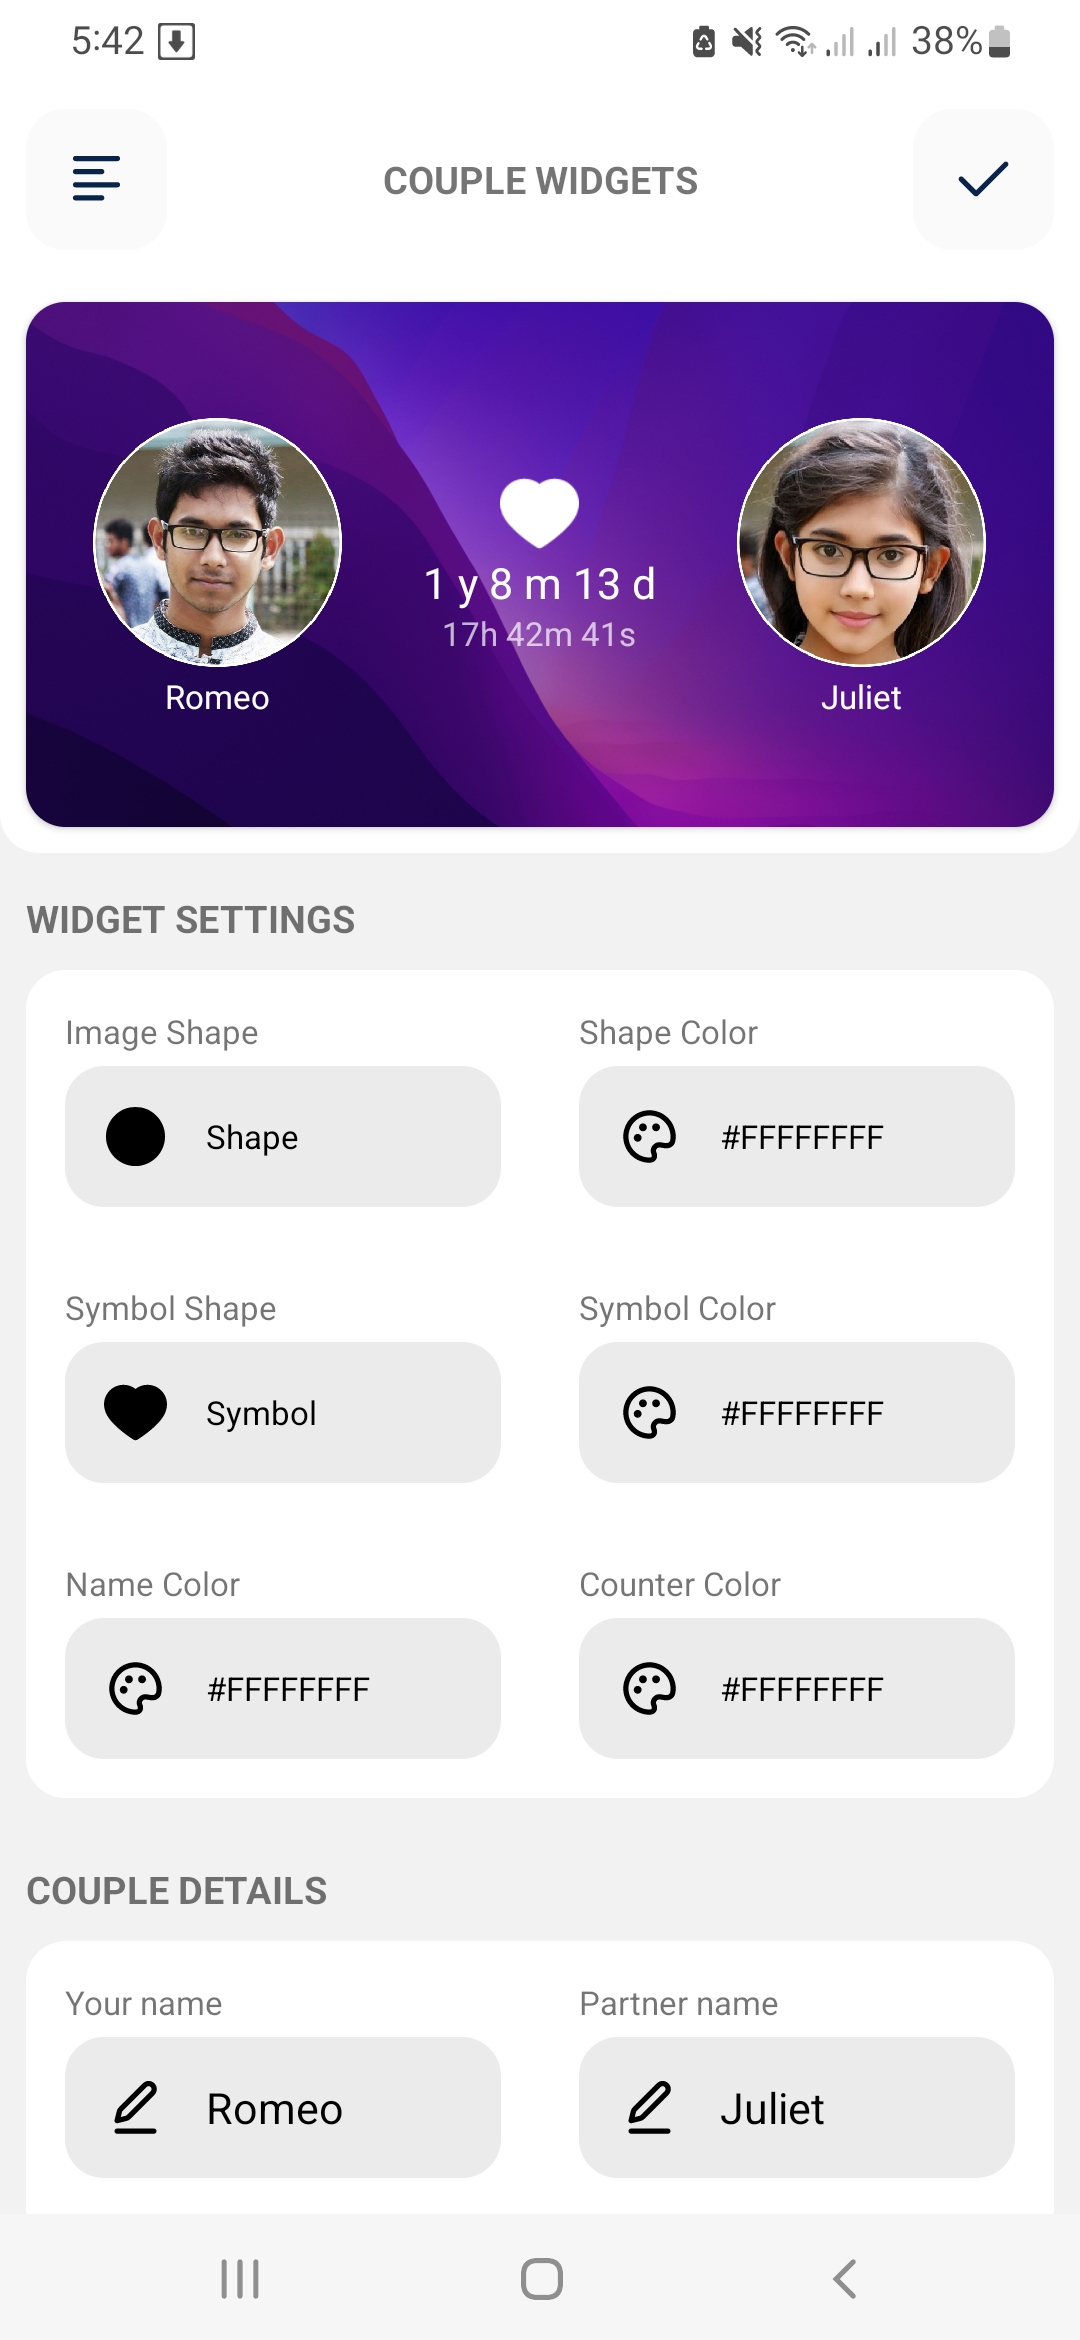 5:42
38%
COUPLE WIDGETS
1 y 8 m 13 d
17h 42m 41s
Romeo
Juliet
WIDGET SETTINGS
Image Shape
Shape Color
Shape
#FFFFFFFF
Symbol Shape
Symbol Color
Symbol
#FFFFFFFF
Name Color
Counter Color
#FFFFFFFF
#FFFFFFFF
COUPLE DETAILS
Your name
Partner name
Romeo
Juliet